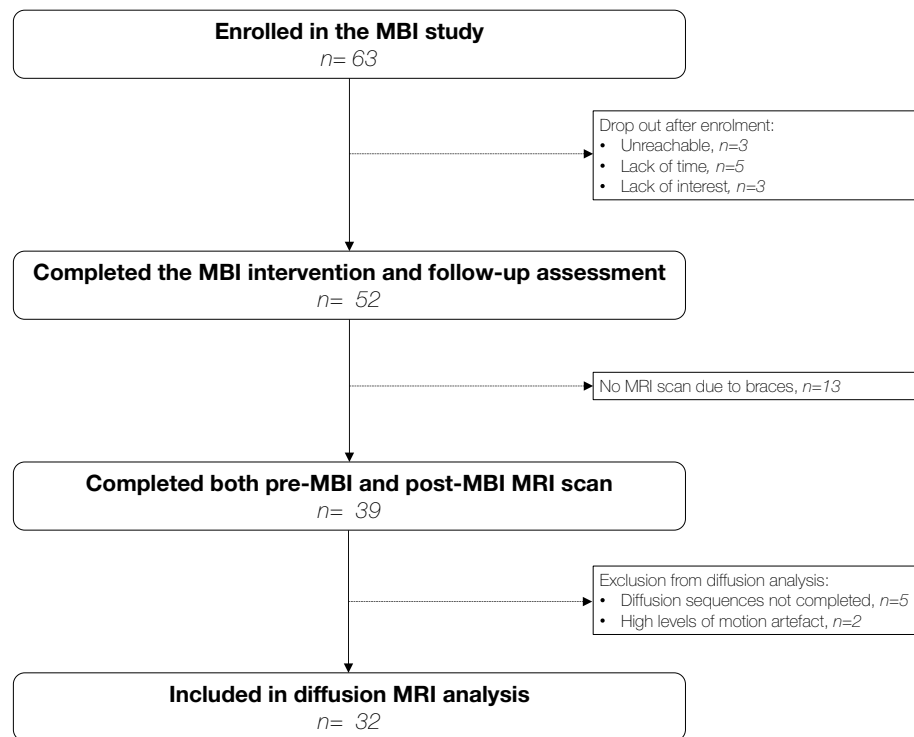 Enrolled in the MBI study
n= 63
Drop out after enrolment:
• Unreachable, n=3
• Lack of time, n=5
• Lack of interest, n=3
Completed the MBI intervention and follow-up assessment
n= 52
No MRI scan due to braces, n=13
Completed both pre-MBI and post-MBI MRI scan
n= 39
Exclusion from diffusion analysis:
• Diffusion sequences not completed, n=5
• High levels of motion artefact, n=2
Included in diffusion MRI analysis
n= 32